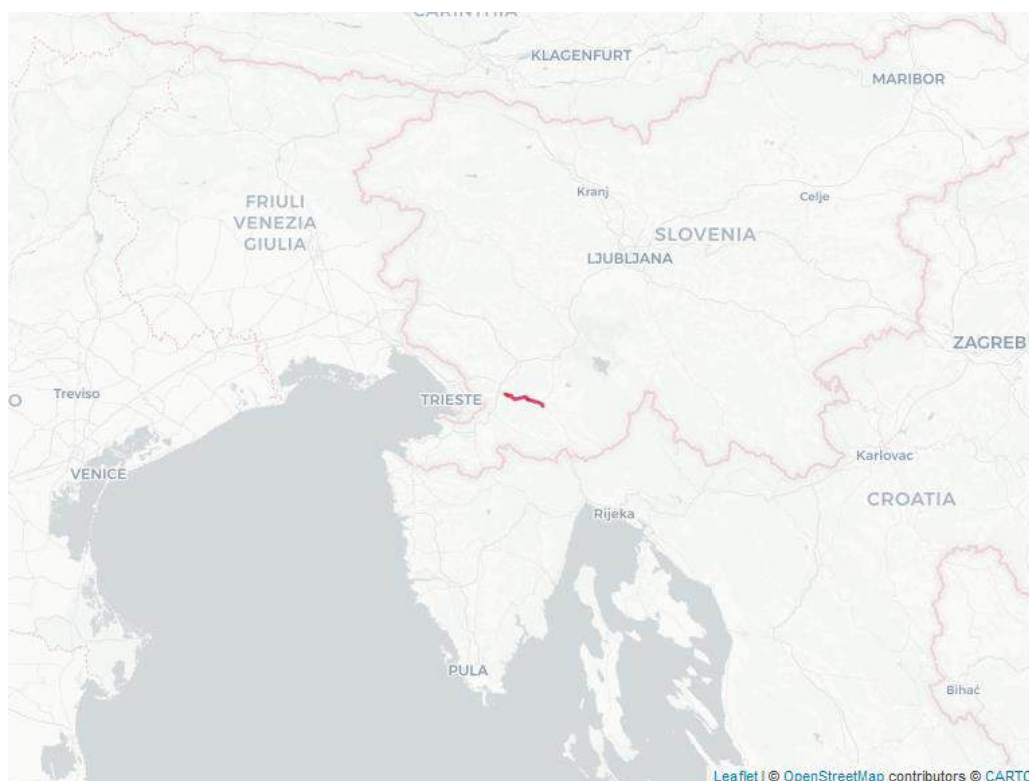 CARINTHIA
KLAGENFURT
MARIBOR
Kranj
Celje
FRIULI
VENEZIA
GIULIA
SLOVENIA
LJUBLJANA
ZAGREB
Treviso
O
TRIESTE
VENICE
Karlovac
CROATIA
Rijeka
PULA
Bihać
Leaflet | © OpenStreetMap contributors © CARTO